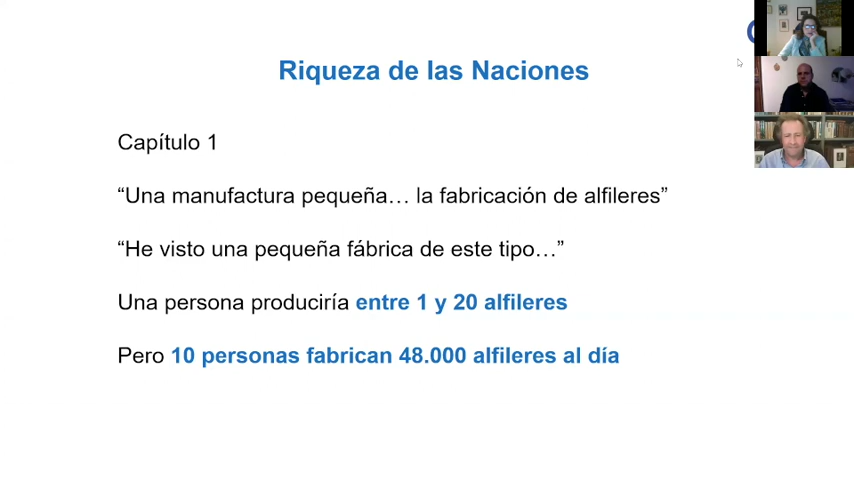 Riqueza de las Naciones
Capítulo 1
“Una manufactura pequeña… la fabricación de alfileres”
“He visto una pequeña fábrica de este tipo…”
Una persona produciría entre 1 y 20 alfileres
Pero 10 personas fabrican 48.000 alfileres al día